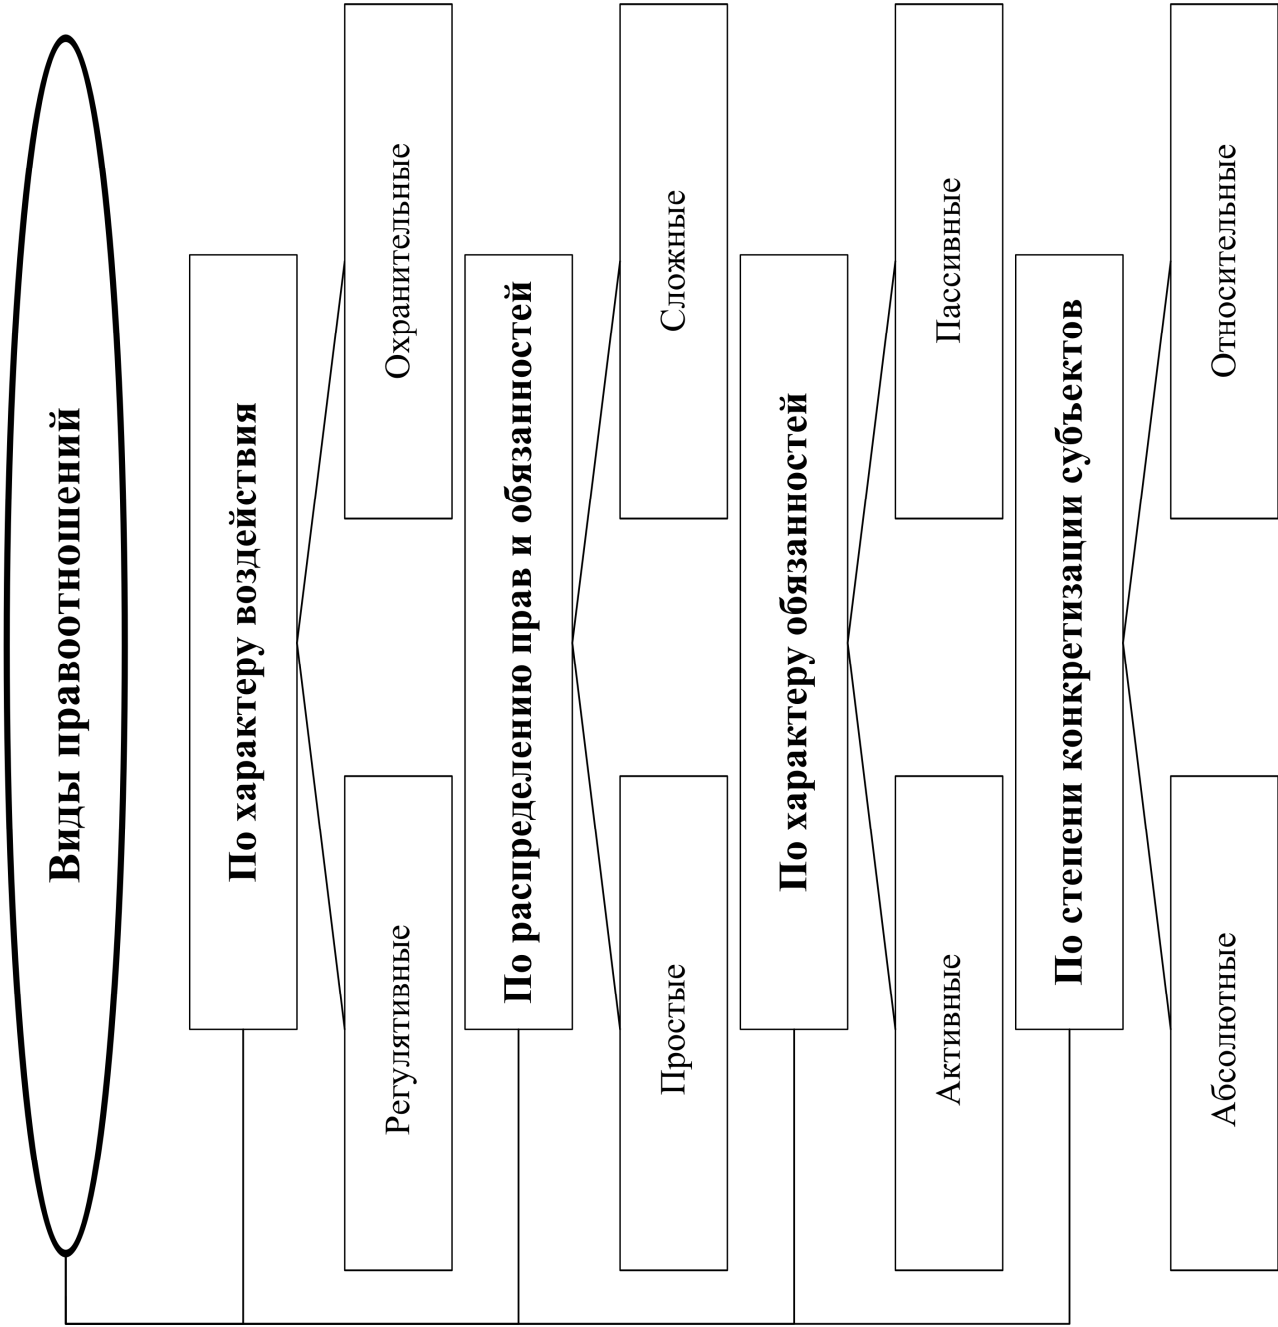 Виды правоотношений
По характеру воздействия
Регулятивные
Охранительные
По распределению прав и обязанностей
Простые
Сложные
По характеру обязанностей
Активные
Пассивные
По степени конкретизации субъектов
Абсолютные
Относительные